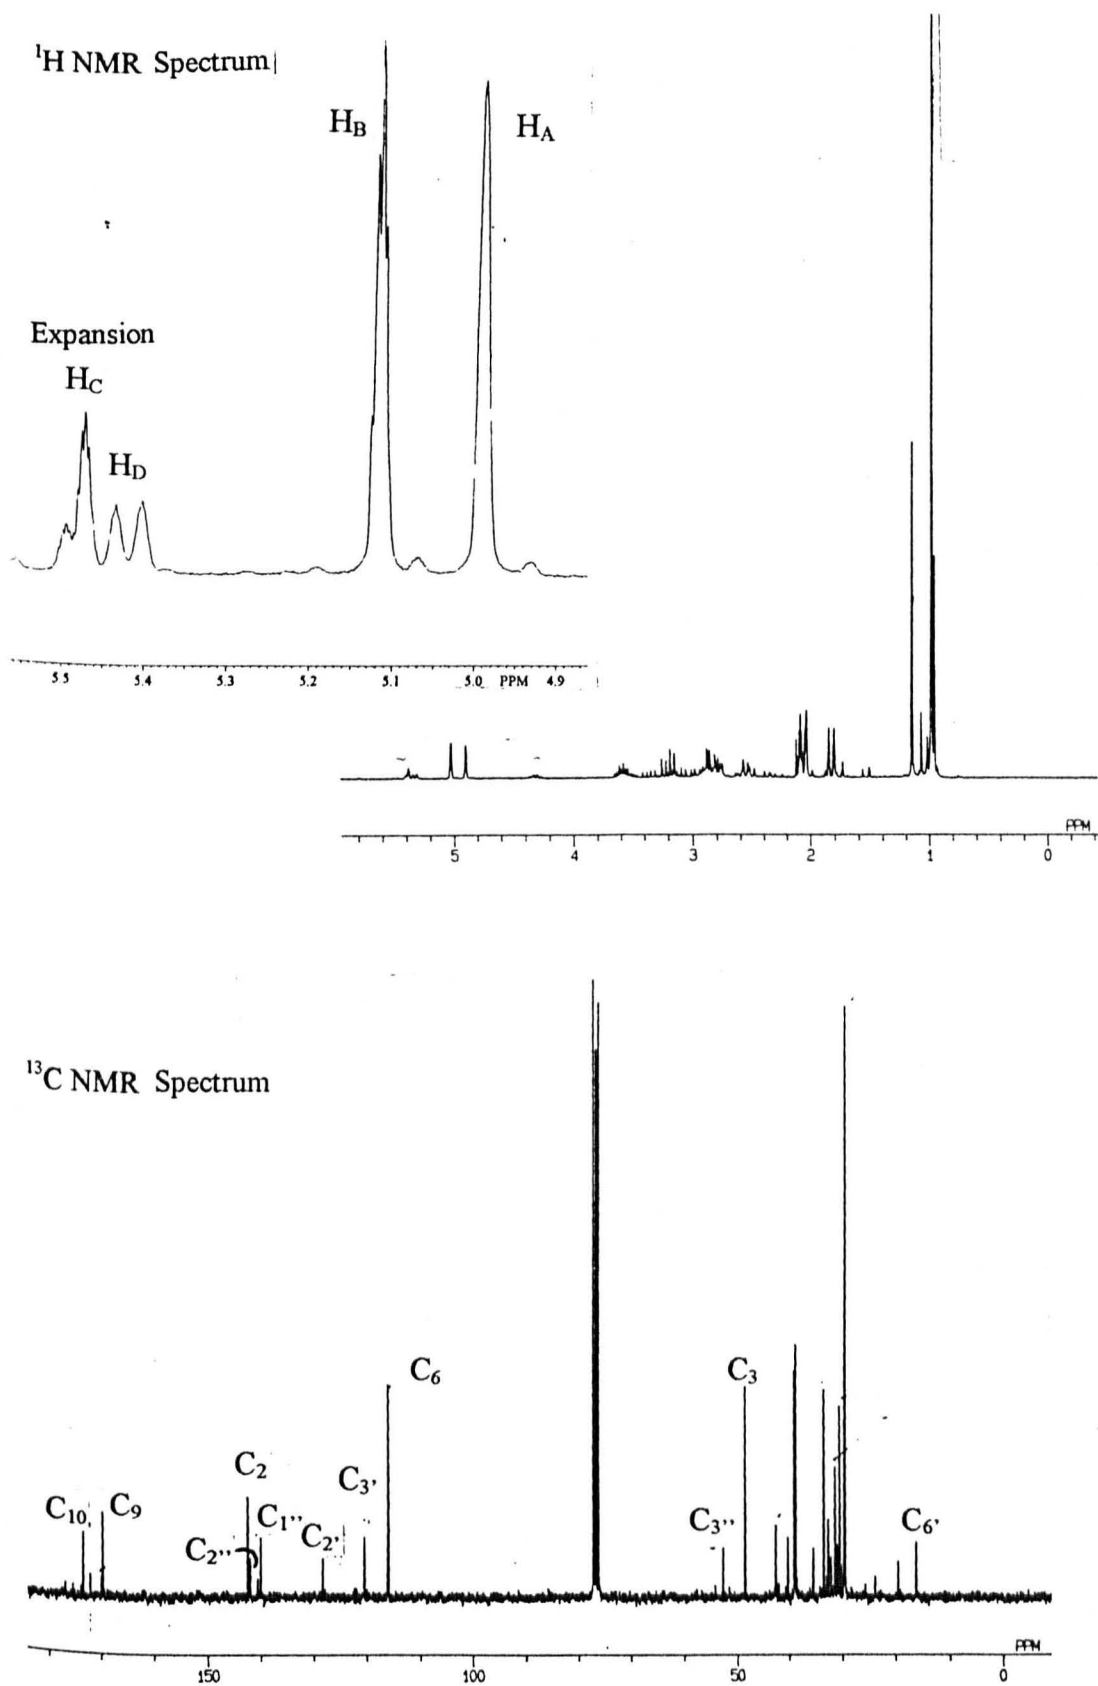 ¹H NMR Spectrum
H_B
H_A
Expansion
H_C
H_D
5.5 5.4 5.3 5.2 5.1 5.0 PPM 4.9
PPM
5 4 3 2 1 0
¹³C NMR Spectrum
C₆
C₃
C₂
C₃'
C₁₀ C₉
C₁''
C₂''
C₂'
C₃''
C₆'
PPM
150 100 50 0